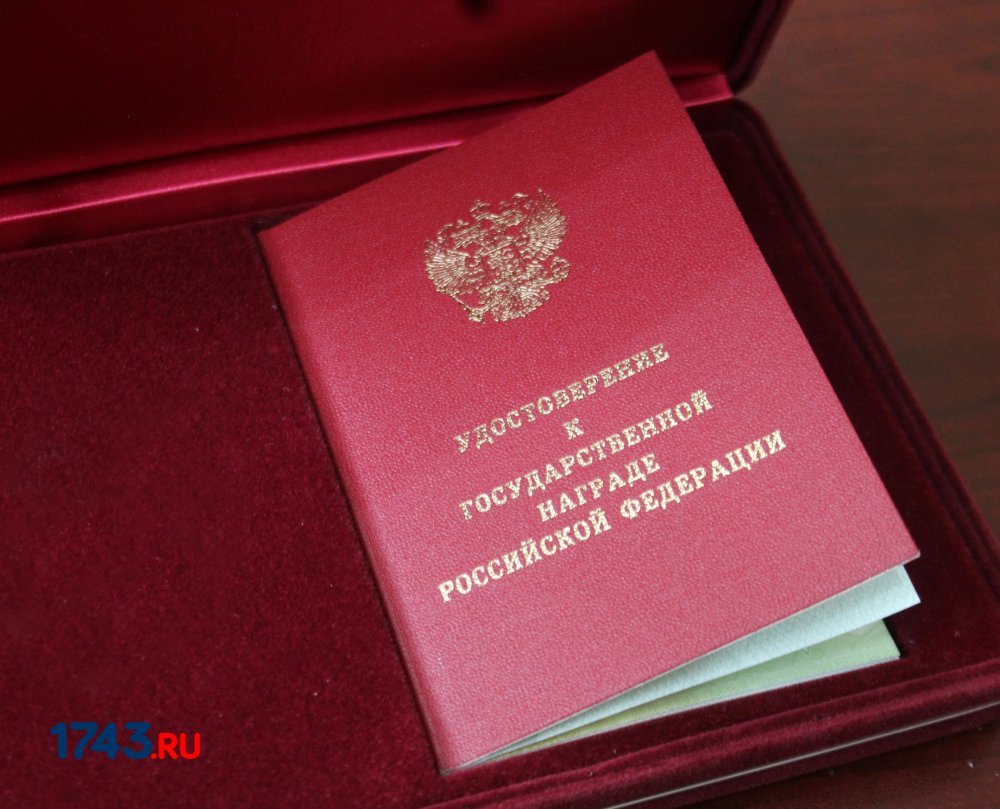 УДОСТОВЕРЕНИЕ
К
ГОСУДАРСТВЕННОЙ
НАГРАДЕ
РОССИЙСКОЙ ФЕДЕРАЦИИ
1743.RU